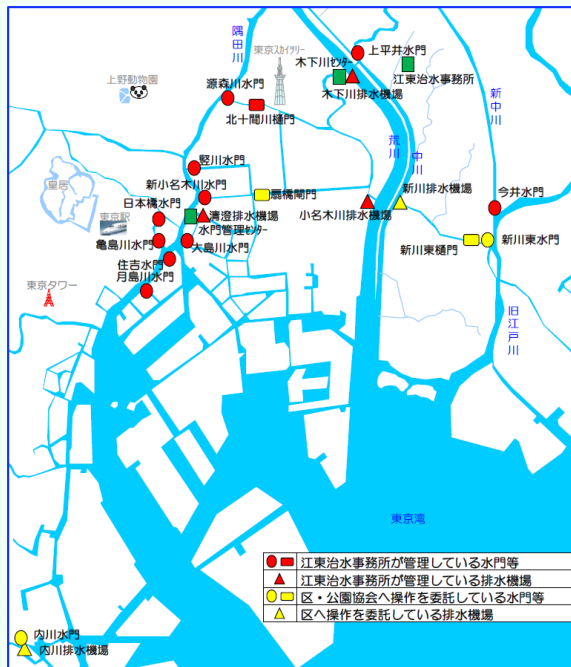 隅田川
東京スカイツリー
木下川センター
上平井水門
上野動物園
源森川水門
木下川排水機場
江東治水事務所
北十間川樋門
新中川
荒川
中川
竪川水門
皇居
新小名木川水門
扇橋閘門
新川排水機場
今井水門
日本橋水門
清澄排水機場
小名木川排水機場
東京駅
水門管理センター
亀島川水門
大島川水門
新川東樋門
新川東水門
住吉水門
月島川水門
東京タワー
旧江戸川
東京湾
江東治水事務所が管理している水門等
江東治水事務所が管理している排水機場
区・公園協会へ操作を委託している水門等
区へ操作を委託している排水機場
内川水門
内川排水機場